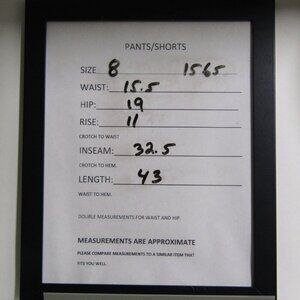 PANTS/SHORTS
SIZE 8 1565
WAIST: 15.5
HIP: 19
RISE: 11
CROTCH TO WAIST
INSEAM: 32.5
CROTCH TO HEM.
LENGTH: 43
WAIST TO HEM.
DOUBLE MEASUREMENTS FOR WAIST AND HIP.
MEASUREMENTS ARE APPROXIMATE
PLEASE COMPARE MEASUREMENTS TO A SIMILAR ITEM THAT
FITS YOU WELL.